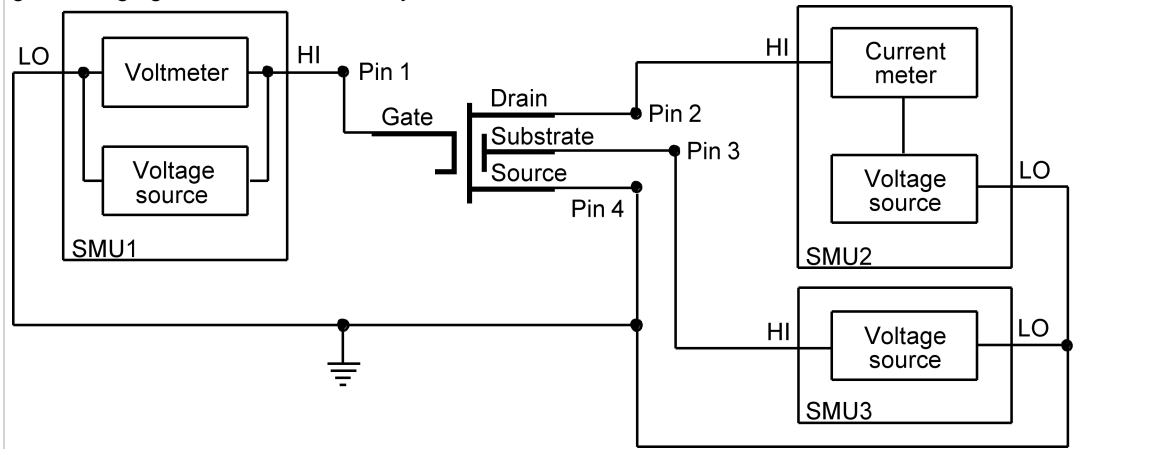 LO
Voltmeter
HI
Pin 1
Voltage
source
SMU1
Gate
Drain
Substrate
Source
Pin 2
Pin 3
Pin 4
HI
Current
meter
Voltage
source
LO
SMU2
HI
Voltage
source
LO
SMU3